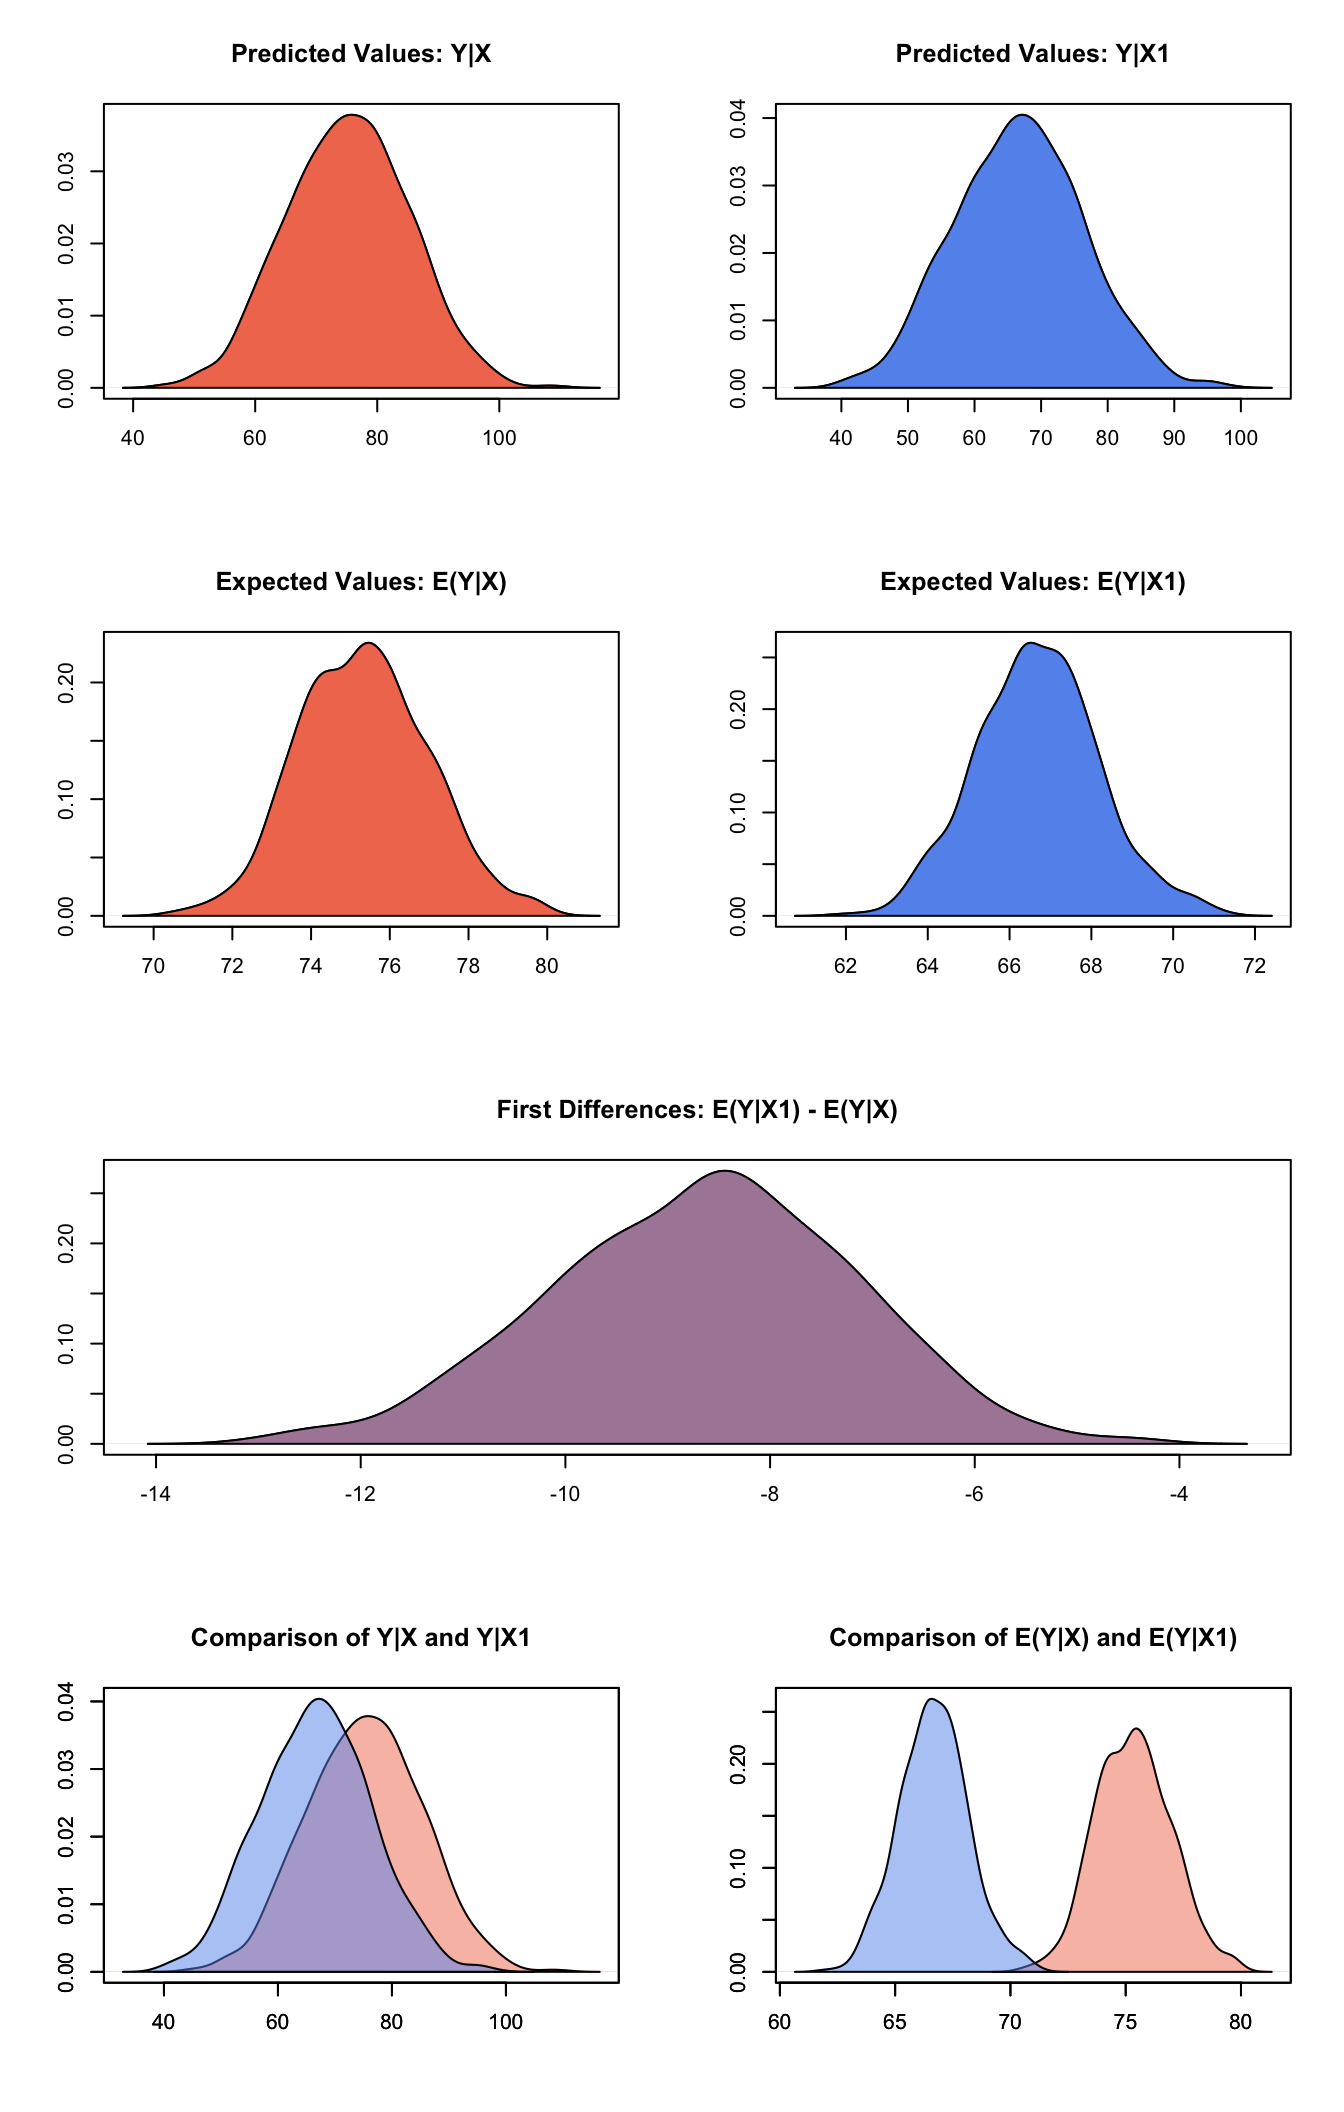 Predicted Values: Y|X
0.00 0.01 0.02 0.03
40 60 80 100
Predicted Values: Y|X1
0.00 0.01 0.02 0.03 0.04
40 50 60 70 80 90 100
Expected Values: E(Y|X)
0.00 0.10 0.20
70 72 74 76 78 80
Expected Values: E(Y|X1)
0.00 0.10 0.20
62 64 66 68 70 72
First Differences: E(Y|X1) - E(Y|X)
0.00 0.10 0.20
-14 -12 -10 -8 -6 -4
Comparison of Y|X and Y|X1
0.00 0.01 0.02 0.03 0.04
40 60 80 100
Comparison of E(Y|X) and E(Y|X1)
0.00 0.10 0.20
60 65 70 75 80